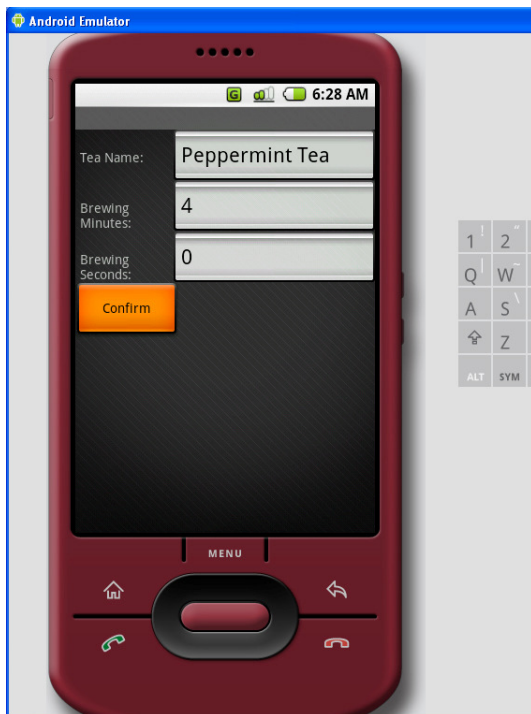 Android Emulator
6:28 AM
Tea Name:
Peppermint Tea
Brewing
Minutes:
4
Brewing
Seconds:
0
Confirm
MENU
1 ! 2 "
Q | W ~
A S \
Z
ALT SYM